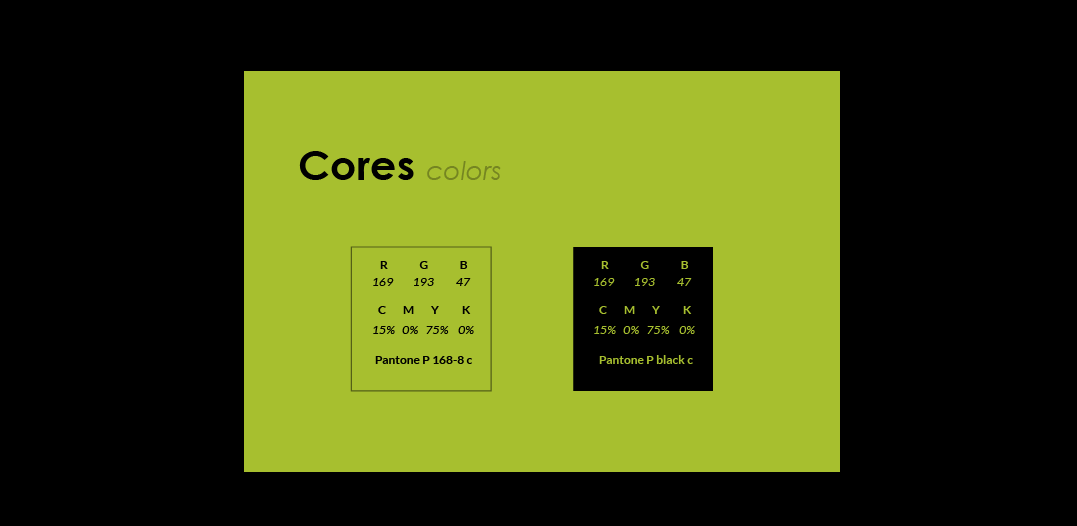 Cores colors
R G B
169 193 47
C M Y K
15% 0% 75% 0%
Pantone P 168-8 c
R G B
169 193 47
C M Y K
15% 0% 75% 0%
Pantone P black c